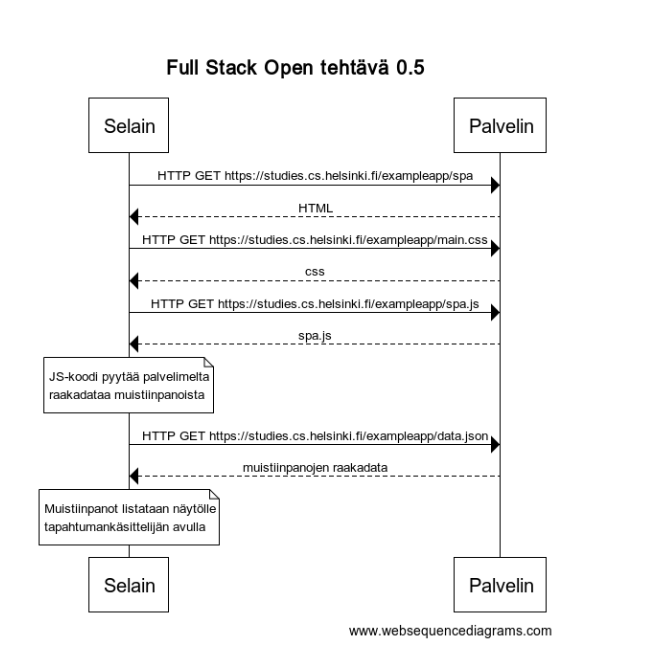 Full Stack Open tehtävä 0.5
Selain
Palvelin
HTTP GET https://studies.cs.helsinki.fi/exampleapp/spa
HTML
HTTP GET https://studies.cs.helsinki.fi/exampleapp/main.css
css
HTTP GET https://studies.cs.helsinki.fi/exampleapp/spa.js
spa.js
JS-koodi pyytää palvelimelta
raakadataa muistiinpanoista
HTTP GET https://studies.cs.helsinki.fi/exampleapp/data.json
muistiinpanojen raakadata
Muistiinpanot listataan näytölle
tapahtumankäsittelijän avulla
Selain
Palvelin
www.websequencediagrams.com